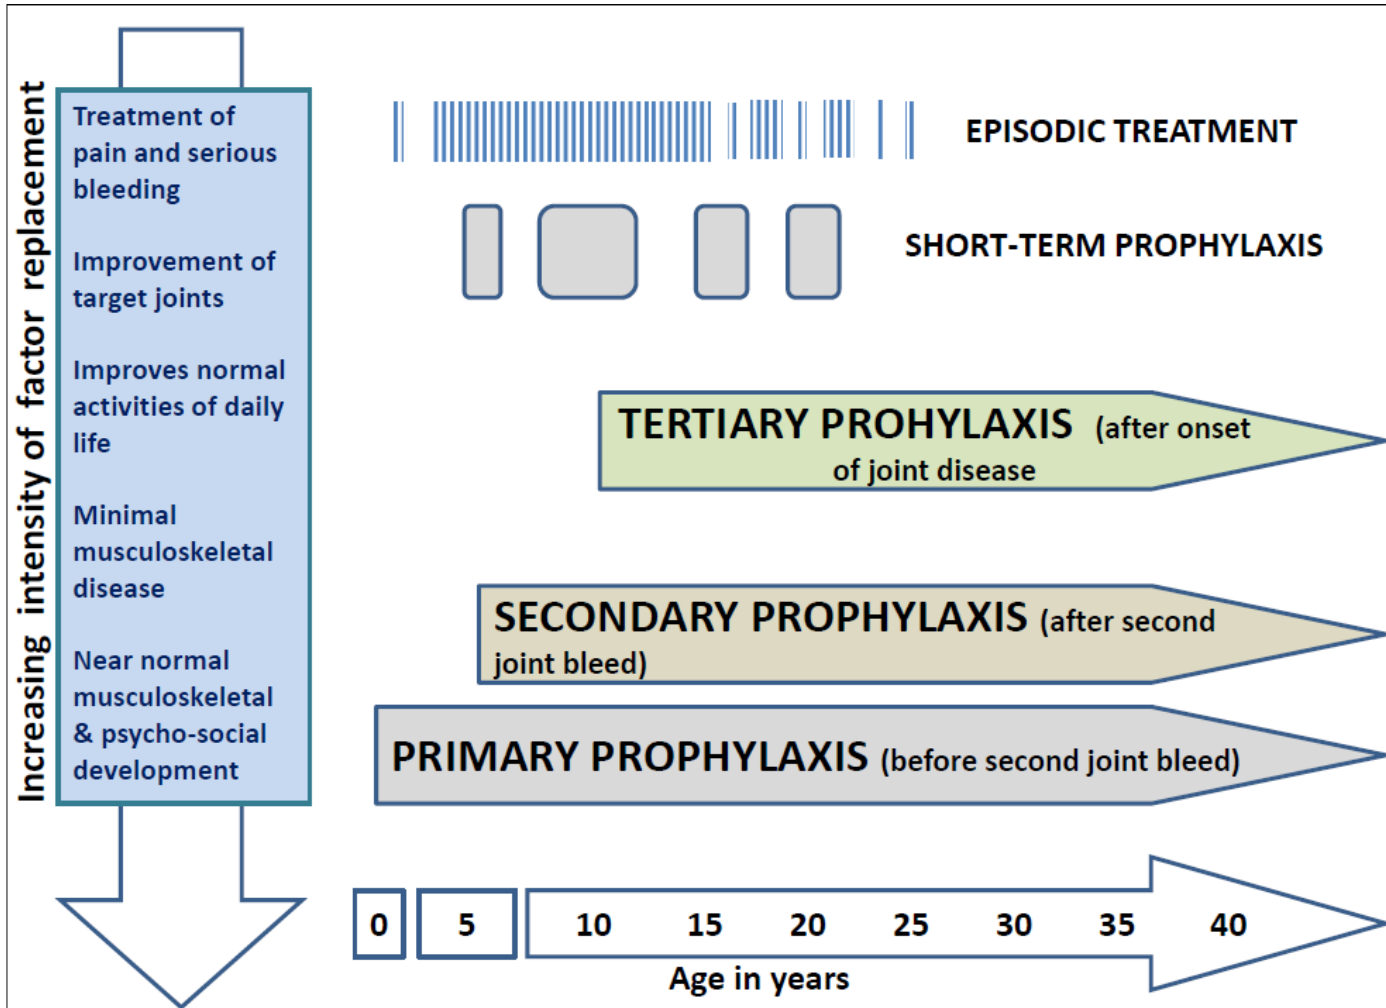 Increasing intensity of factor replacement
Treatment of
pain and serious
bleeding
Improvement of
target joints
Improves normal
activities of daily
life
Minimal
musculoskeletal
disease
Near normal
musculoskeletal
& psycho-social
development
EPISODIC TREATMENT
SHORT-TERM PROPHYLAXIS
TERTIARY PROHYLAXIS (after onset
of joint disease
SECONDARY PROPHYLAXIS (after second
joint bleed)
PRIMARY PROPHYLAXIS (before second joint bleed)
0 5 10 15 20 25 30 35 40
Age in years